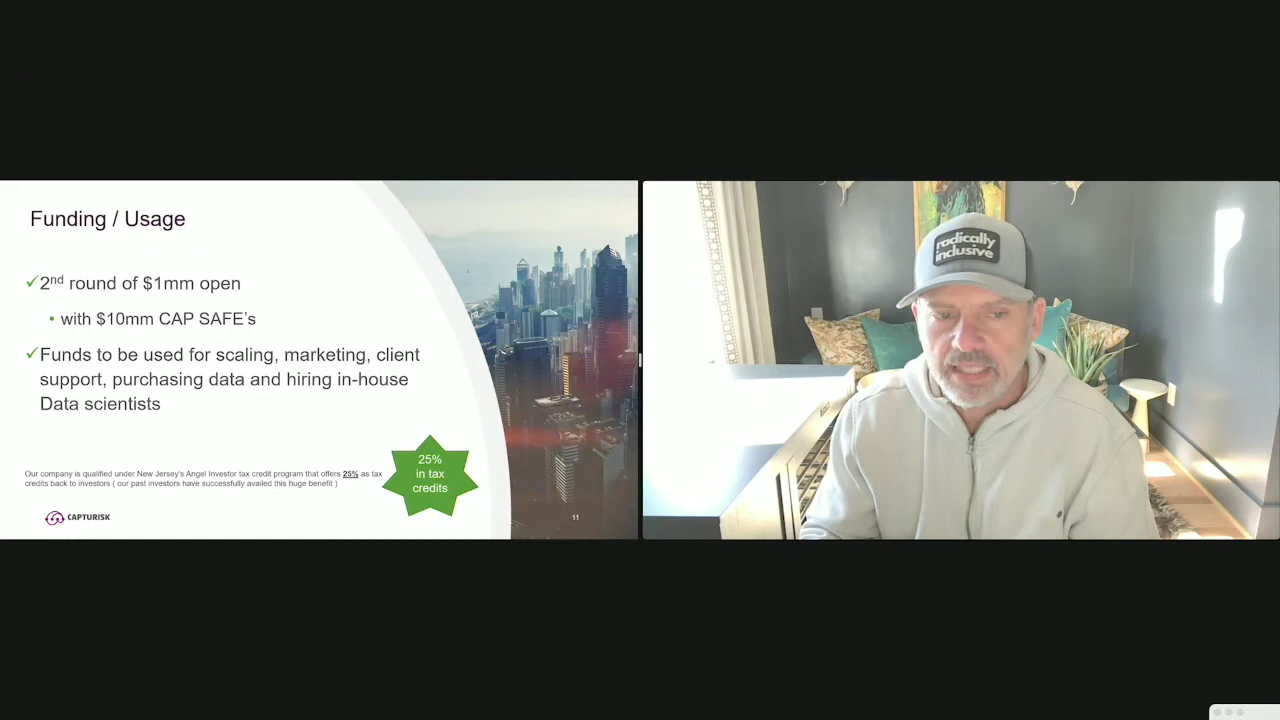 Funding / Usage
✓2nd round of $1mm open
• with $10mm CAP SAFE's
✓Funds to be used for scaling, marketing, client
support, purchasing data and hiring in-house
Data scientists
Our company is qualified under New Jersey's Angel Investor tax credit program that offers 25% as tax
credits back to investors ( our past investors have successfully availed this huge benefit )
25%
in tax
credits
CAPTURISK
11
radically
inclusive